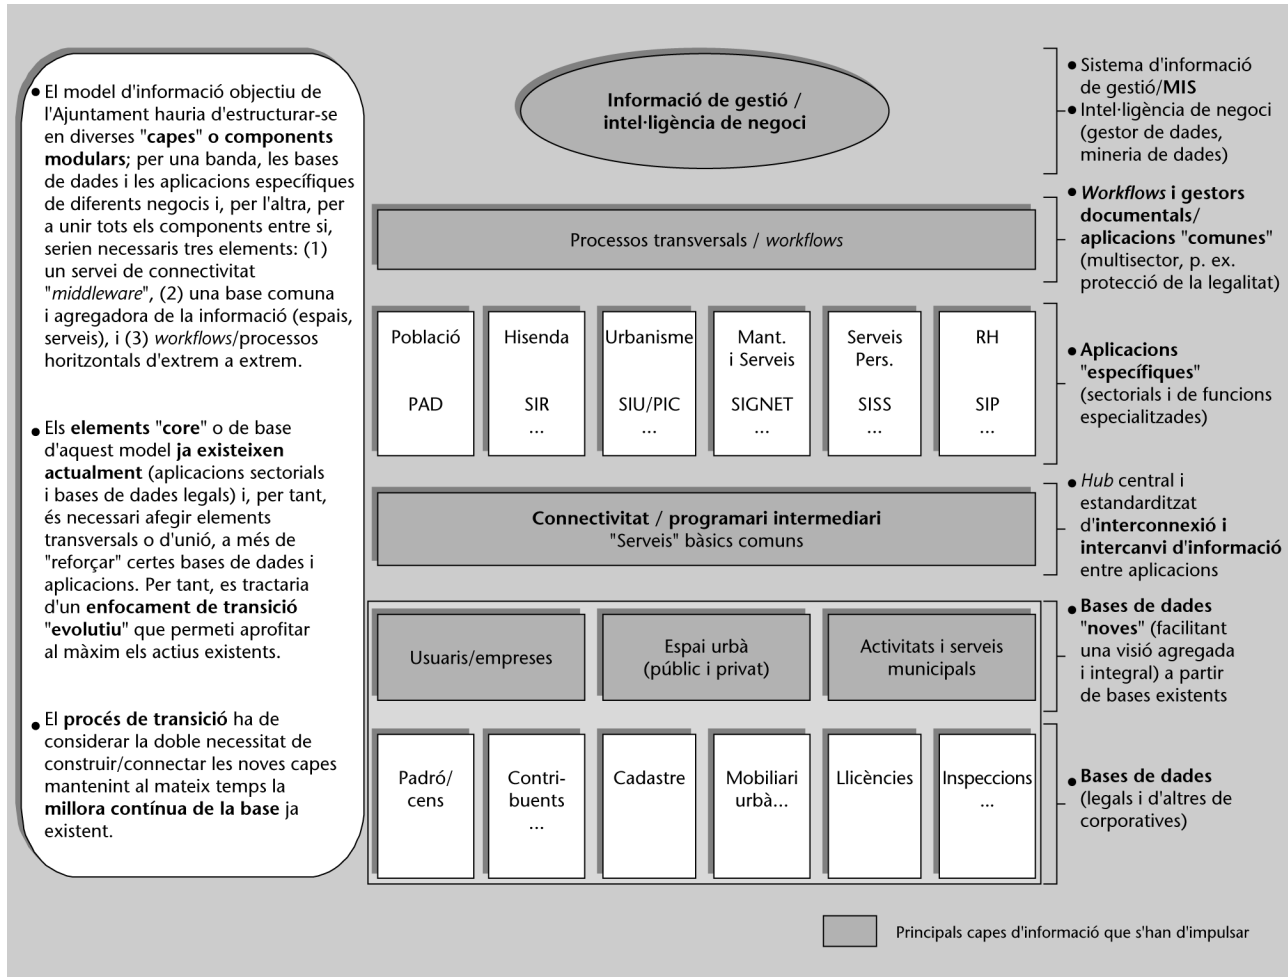 ● El model d'informació objectiu de
l'Ajuntament hauria d'estructurar-se
en diverses "capes" o components
modulars; per una banda, les bases
de dades i les aplicacions específiques
de diferents negocis i, per l'altra, per
a unir tots els components entre si,
serien necessaris tres elements: (1)
un servei de connectivitat
"middleware", (2) una base comuna
i agregadora de la informació (espais,
serveis), i (3) workflows/processos
horitzontals d'extrem a extrem.
● Els elements "core" o de base
d'aquest model ja existeixen
actualment (aplicacions sectorials
i bases de dades legals) i, per tant,
és necessari afegir elements
transversals o d'unió, a més de
"reforçar" certes bases de dades i
aplicacions. Per tant, es tractaria
d'un enfocament de transició
"evolutiu" que permeti aprofitar
al màxim els actius existents.
● El procés de transició ha de
considerar la doble necessitat de
construir/connectar les noves capes
mantenint al mateix temps la
millora contínua de la base ja
existent.
Informació de gestió /
intel·ligència de negoci
● Sistema d'informació
de gestió/MIS
● Intel·ligència de negoci
(gestor de dades,
mineria de dades)
Processos transversals / workflows
● Workflows i gestors
documentals/
aplicacions "comunes"
(multisector, p. ex.
protecció de la legalitat)
Població
PAD
...
Hisenda
SIR
...
Urbanisme
SIU/PIC
...
Mant.
i Serveis
SIGNET
...
Serveis
Pers.
SISS
...
RH
SIP
...
● Aplicacions
"específiques"
(sectorials i de funcions
especialitzades)
Connectivitat / programari intermediari
"Serveis" bàsics comuns
● Hub central i
estandarditzat
d'interconnexió i
intercanvi d'informació
entre aplicacions
Usuaris/empreses
Espai urbà
(públic i privat)
Activitats i serveis
municipals
● Bases de dades
"noves" (facilitant
una visió agregada
i integral) a partir
de bases existents
Padró/
cens
Contri-
buents
...
Cadastre
Mobiliari
urbà...
Llicències
Inspeccions
...
● Bases de dades
(legals i d'altres de
corporatives)
Principals capes d'informació que s'han d'impulsar